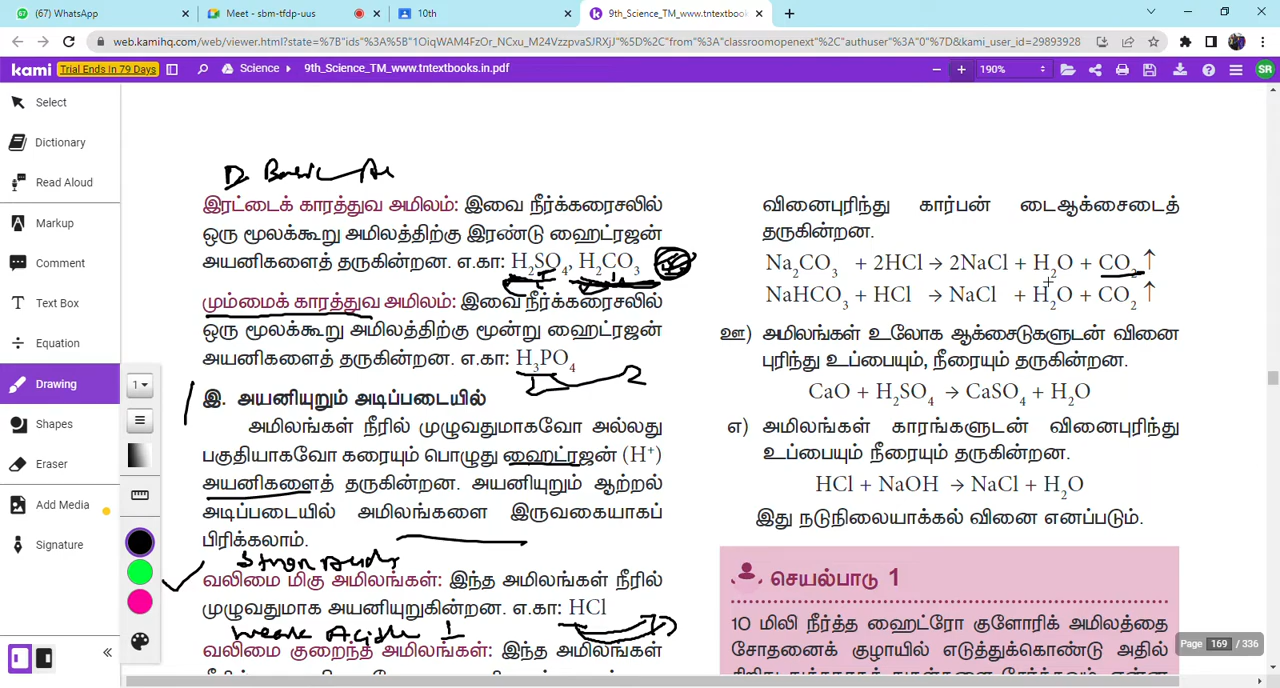 (67) WhatsApp
Meet - sbm-tfdp-uus
10th
9th_Science_TM_www.tntextbooks
web.kamihq.com/web/viewer.html?state=%7B"ids"%3A%5B"1OiqWAM4FzOr_NCxu_M24VzzpvaSJRXjJ"%5D%2C"from"%3A"classroomopennext"%2C"authuser"%3A"0"%7D&kami_user_id=29893928
kami
Trial Ends In 79 Days
Science
9th_Science_TM_www.tntextbooks.in.pdf
190%
SR
Select
Dictionary
Read Aloud
Markup
Comment
Text Box
Equation
Drawing
Shapes
Eraser
Add Media
Signature
1
D. Basic
இரட்டைக் காரத்துவ அமிலம்: இவை நீர்க்கரைசலில்
ஒரு மூலக்கூறு அமிலத்திற்கு இரண்டு ஹைட்ரஜன்
அயனிகளைத் தருகின்றன. எ.கா: H₂SO₄, H₂CO₃
மும்மைக் காரத்துவ அமிலம்: இவை நீர்க்கரைசலில்
ஒரு மூலக்கூறு அமிலத்திற்கு மூன்று ஹைட்ரஜன்
அயனிகளைத் தருகின்றன. எ.கா: H₃PO₄
இ. அயனியுறும் அடிப்படையில்
அமிலங்கள் நீரில் முழுவதுமாகவோ அல்லது
பகுதியாகவோ கரையும் பொழுது ஹைட்ரஜன் (H⁺)
அயனிகளைத் தருகின்றன. அயனியுறும் ஆற்றல்
அடிப்படையில் அமிலங்களை இருவகையாகப்
பிரிக்கலாம்.
Strong acids
வலிமை மிகு அமிலங்கள்: இந்த அமிலங்கள் நீரில்
முழுவதுமாக அயனியுறுகின்றன. எ.கா: HCl
Weak Acids
வலிமை குறைந்த அமிலங்கள்: இந்த அமிலங்கள்
வினைபுரிந்து கார்பன் டைஆக்சைடைத்
தருகின்றன.
Na₂CO₃ + 2HCl → 2NaCl + H₂O + CO₂ ↑
NaHCO₃ + HCl → NaCl + H₂O + CO₂ ↑
ஊ) அமிலங்கள் உலோக ஆக்சைடுகளுடன் வினை
புரிந்து உப்பையும், நீரையும் தருகின்றன.
CaO + H₂SO₄ → CaSO₄ + H₂O
எ) அமிலங்கள் காரங்களுடன் வினைபுரிந்து
உப்பையும் நீரையும் தருகின்றன.
HCl + NaOH → NaCl + H₂O
இது நடுநிலையாக்கல் வினை எனப்படும்.
செயல்பாடு 1
10 மிலி நீர்த்த ஹைட்ரோ குளோரிக் அமிலத்தை
சோதனைக் குழாயில் எடுத்துக்கொண்டு அதில்
Page 169 / 336